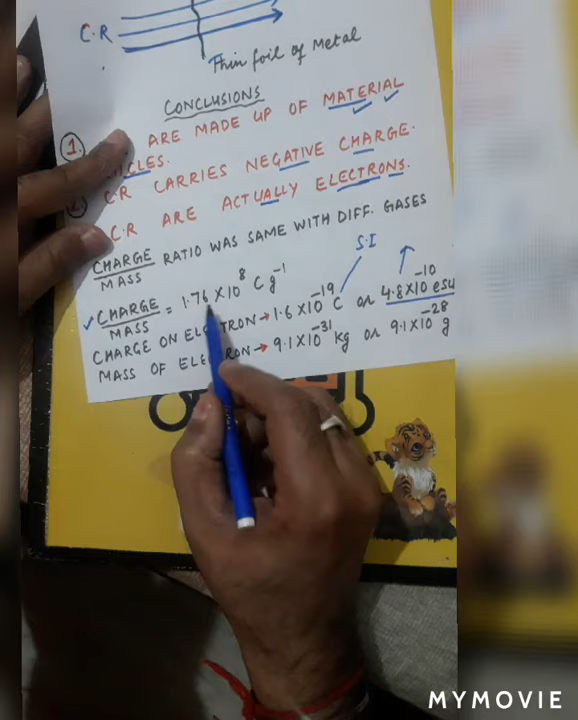 C.R
Thin foil of Metal
CONCLUSIONS
1. ARE MADE UP OF MATERIAL
CLES.
2 C.R CARRIES NEGATIVE CHARGE.
C.R ARE ACTUALLY ELECTRONS.
CHARGE/MASS RATIO WAS SAME WITH DIFF. GASES
S.I
CHARGE/MASS = 1.76 X 10^8 C g^-1
CHARGE ON ELECTRON → 1.6 X 10^-19 C or 4.8 X 10^-10 esu
MASS OF ELECTRON → 9.1 X 10^-31 kg or 9.1 X 10^-28 g
MYMOVIE